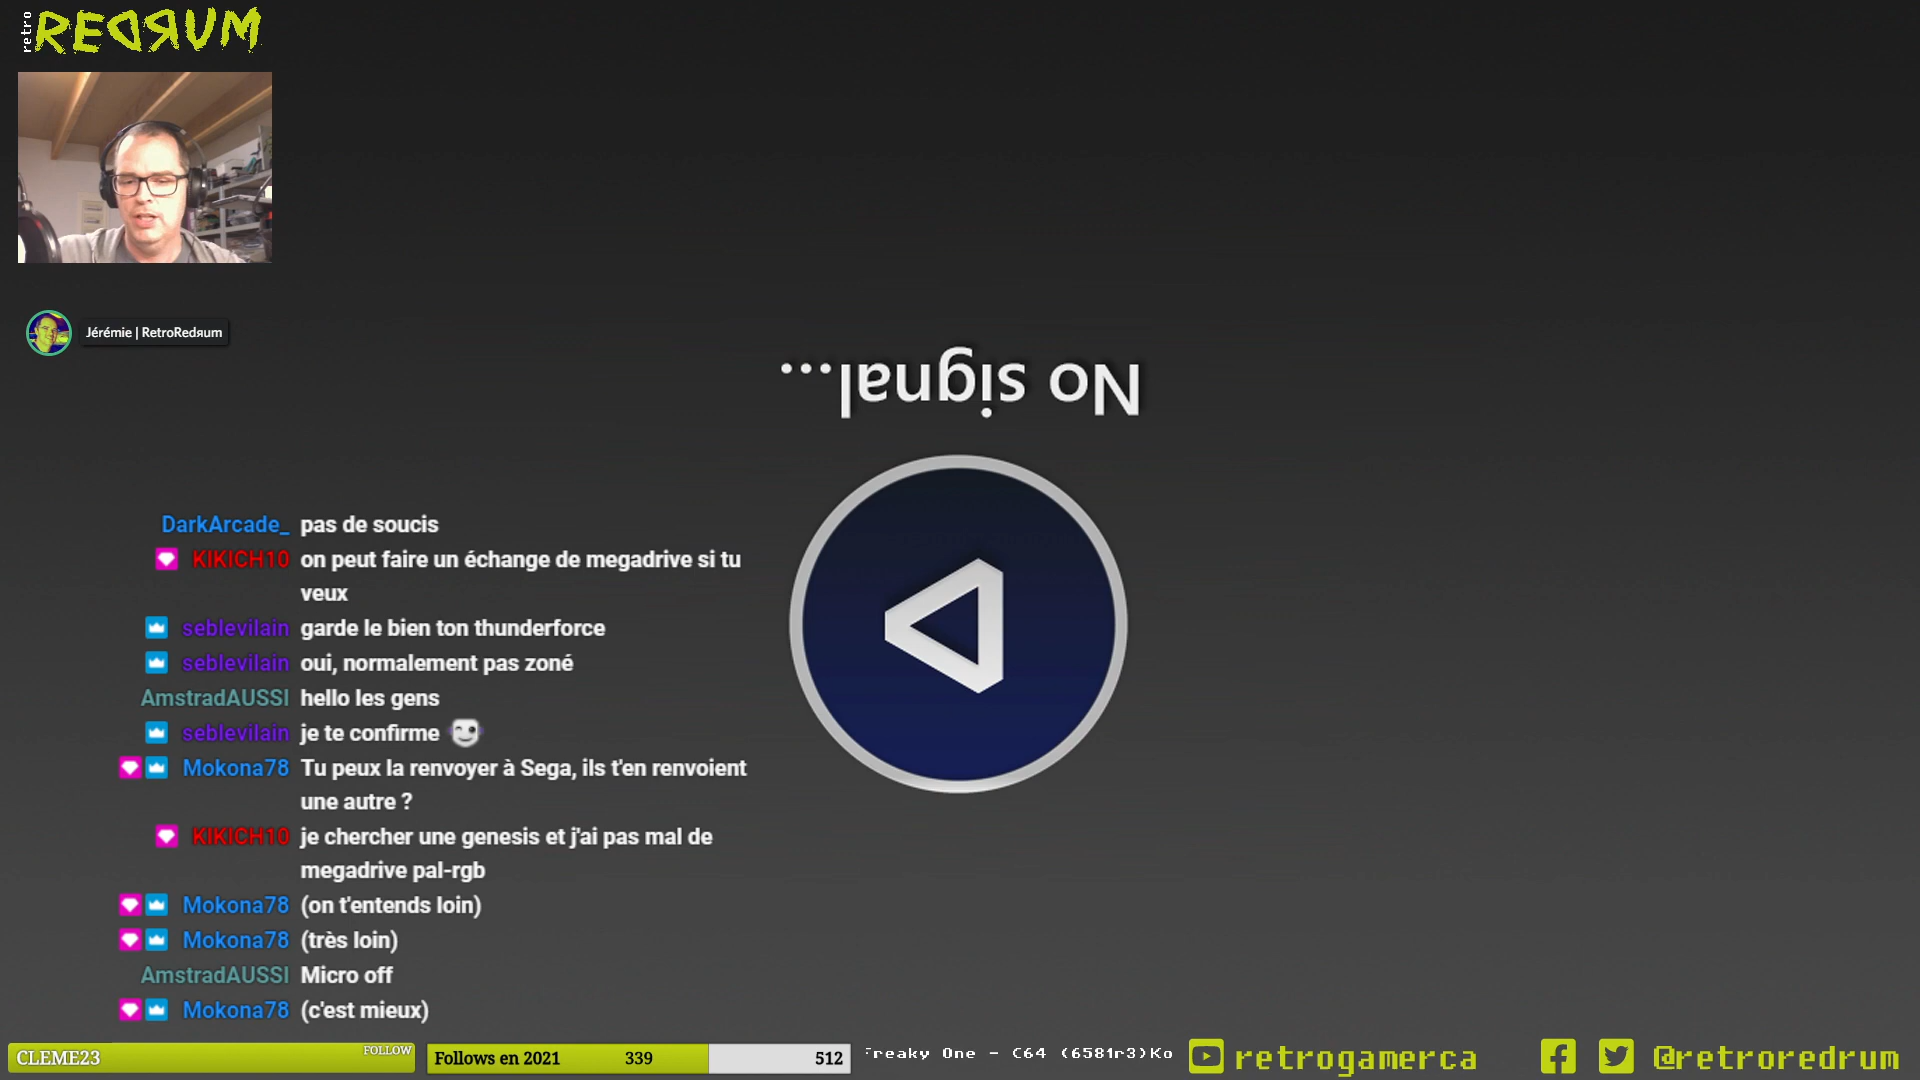 retro
REDRUM
Jérémie | RetroRedяum
No signal...
DarkArcade_ pas de soucis
KIKICH10 on peut faire un échange de megadrive si tu
veux
seblevilain garde le bien ton thunderforce
seblevilain oui, normalement pas zoné
AmstradAUSSI hello les gens
seblevilain je te confirme
Mokona78 Tu peux la renvoyer à Sega, ils t'en renvoient
une autre ?
KIKICH10 je chercher une genesis et j'ai pas mal de
megadrive pal-rgb
Mokona78 (on t'entends loin)
Mokona78 (très loin)
AmstradAUSSI Micro off
Mokona78 (c'est mieux)
CLEME23 FOLLOW
Follows en 2021 339 512
Freaky One - C64 (6581r3)Ko
retrogamerca
@retroredrum